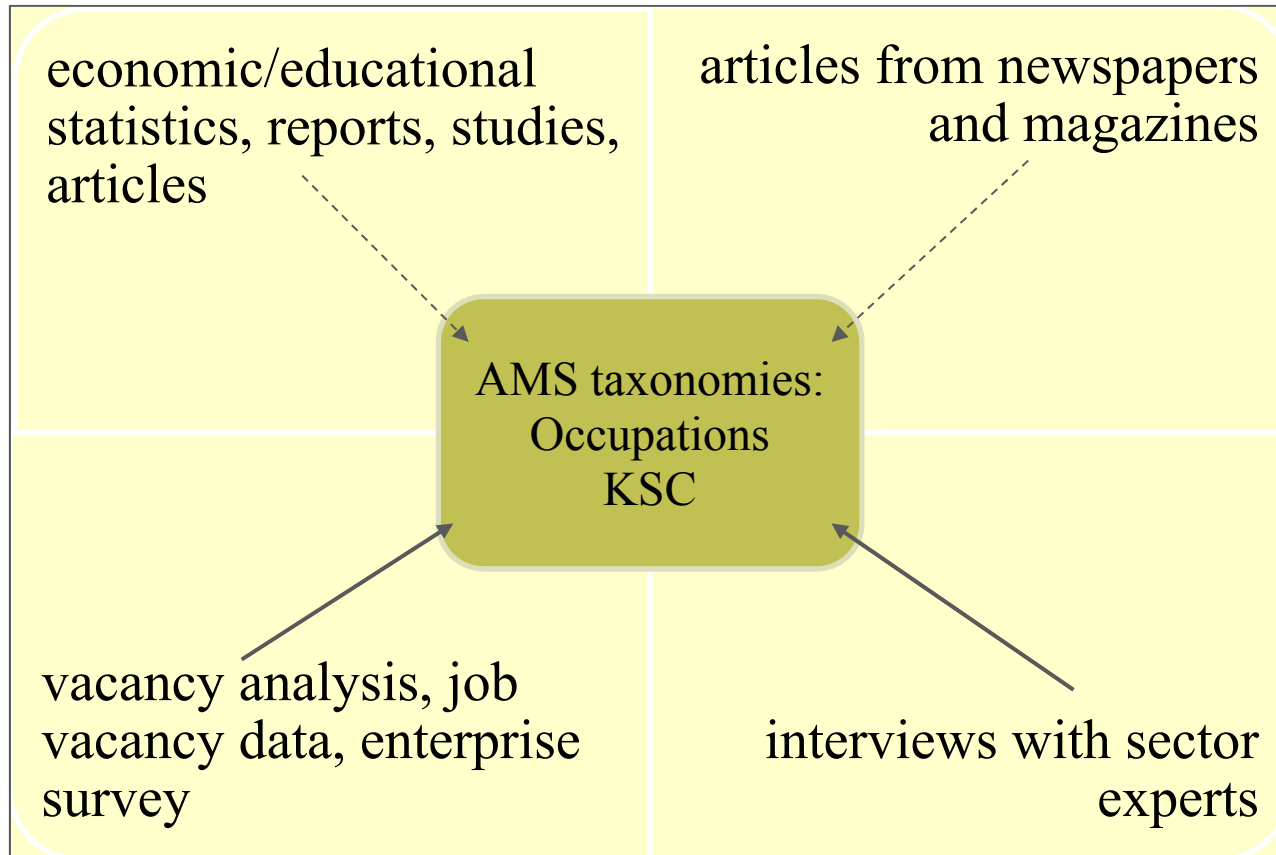 economic/educational
statistics, reports, studies,
articles
articles from newspapers
and magazines
AMS taxonomies:
Occupations
KSC
vacancy analysis, job
vacancy data, enterprise
survey
interviews with sector
experts